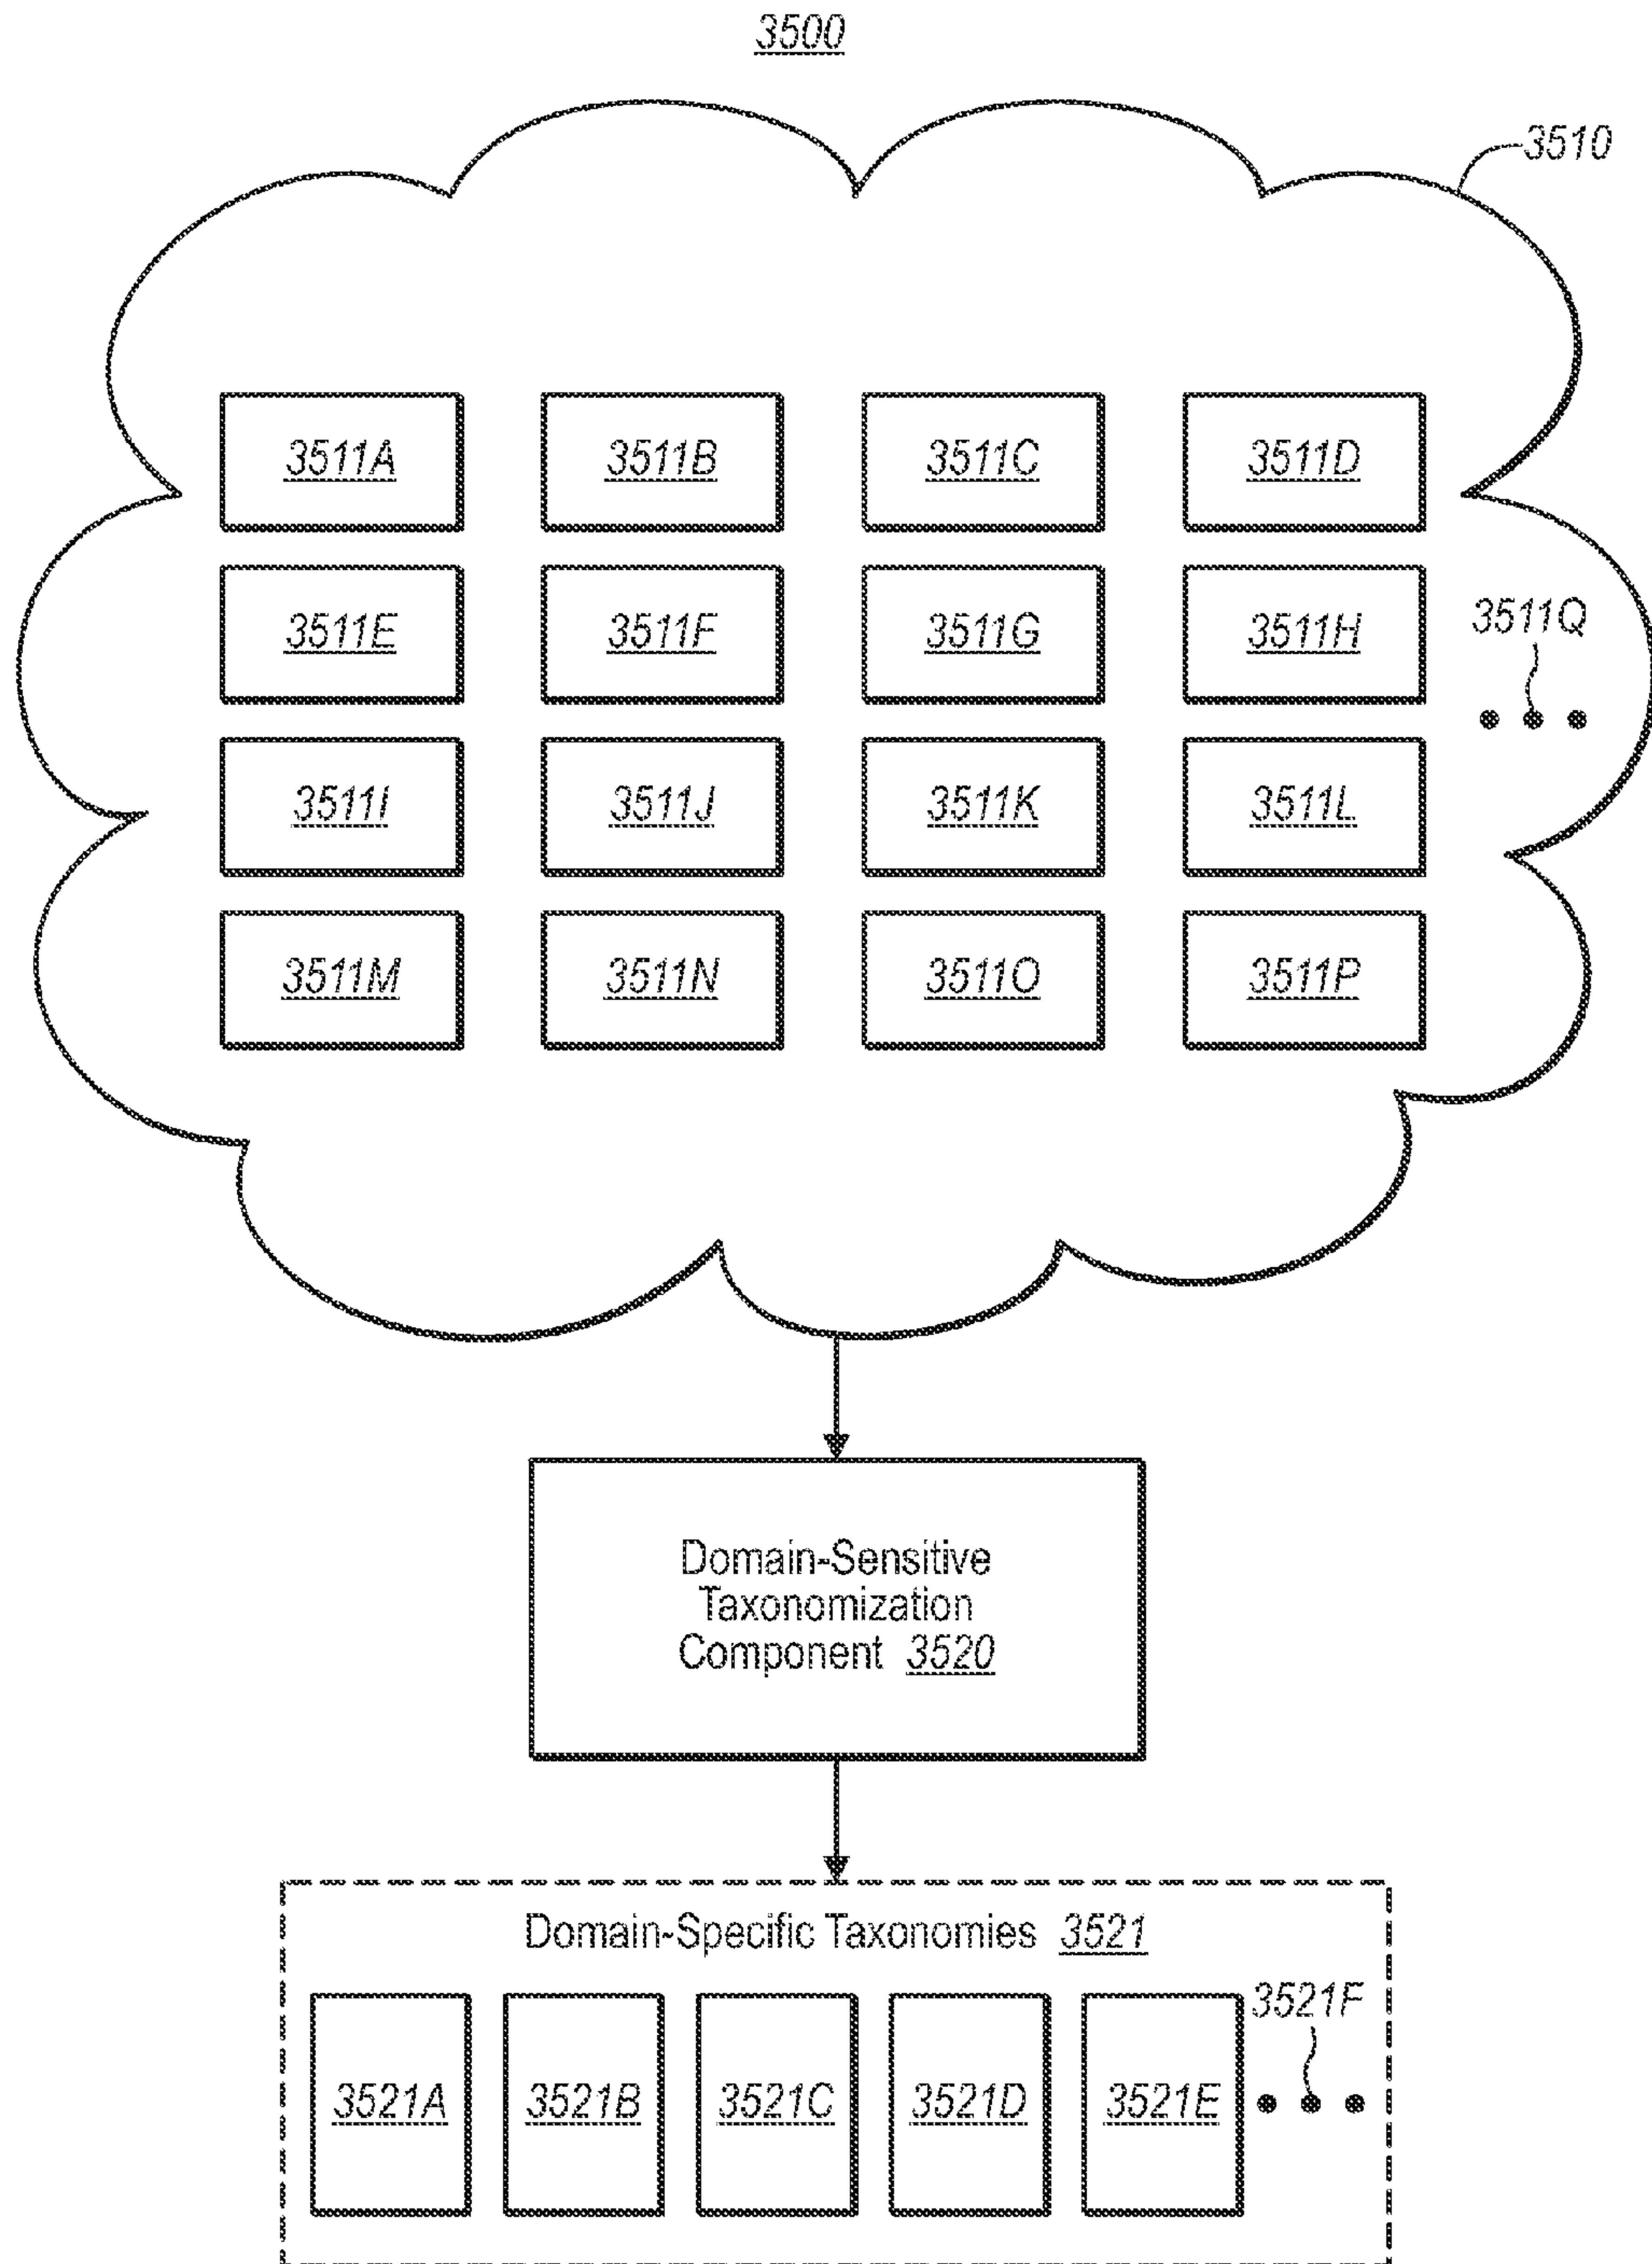 3500
3510
3511A 3511B 3511C 3511D
3511E 3511F 3511G 3511H
3511Q
3511I 3511J 3511K 3511L
3511M 3511N 3511O 3511P
Domain-Sensitive
Taxonomization
Component 3520
Domain-Specific Taxonomies 3521
3521F
3521A 3521B 3521C 3521D 3521E